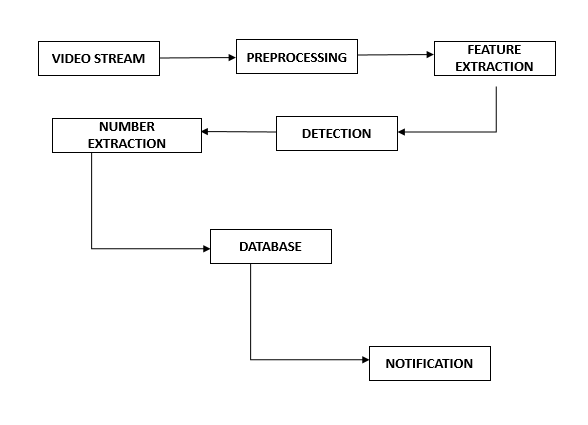 VIDEO STREAM
PREPROCESSING
FEATURE
EXTRACTION
NUMBER
EXTRACTION
DETECTION
DATABASE
NOTIFICATION